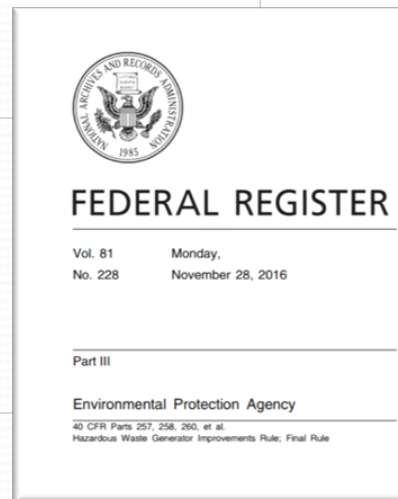 NATIONAL ARCHIVES AND RECORDS ADMINISTRATION
1985
FEDERAL REGISTER
Vol. 81 Monday,
No. 228 November 28, 2016
Part III
Environmental Protection Agency
40 CFR Parts 257, 258, 260, et al.
Hazardous Waste Generator Improvements Rule; Final Rule